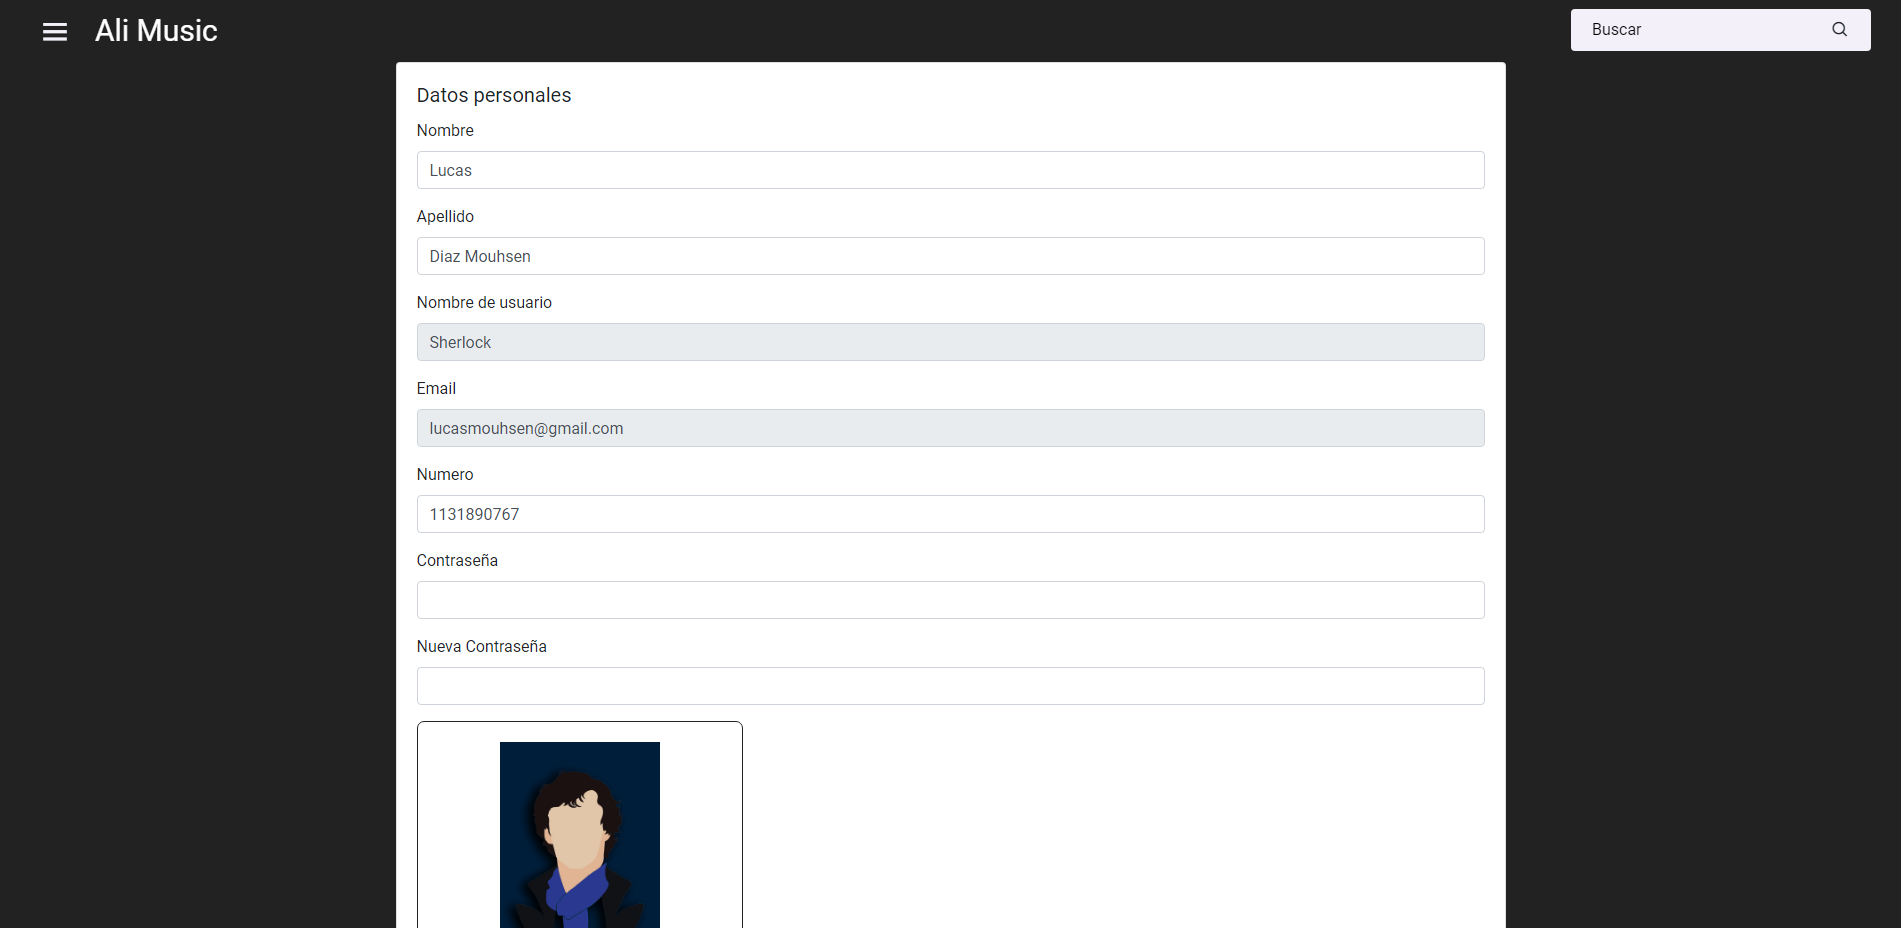 Ali Music
Buscar
Datos personales
Nombre
Lucas
Apellido
Diaz Mouhsen
Nombre de usuario
Sherlock
Email
lucasmouhsen@gmail.com
Numero
1131890767
Contraseña
Nueva Contraseña